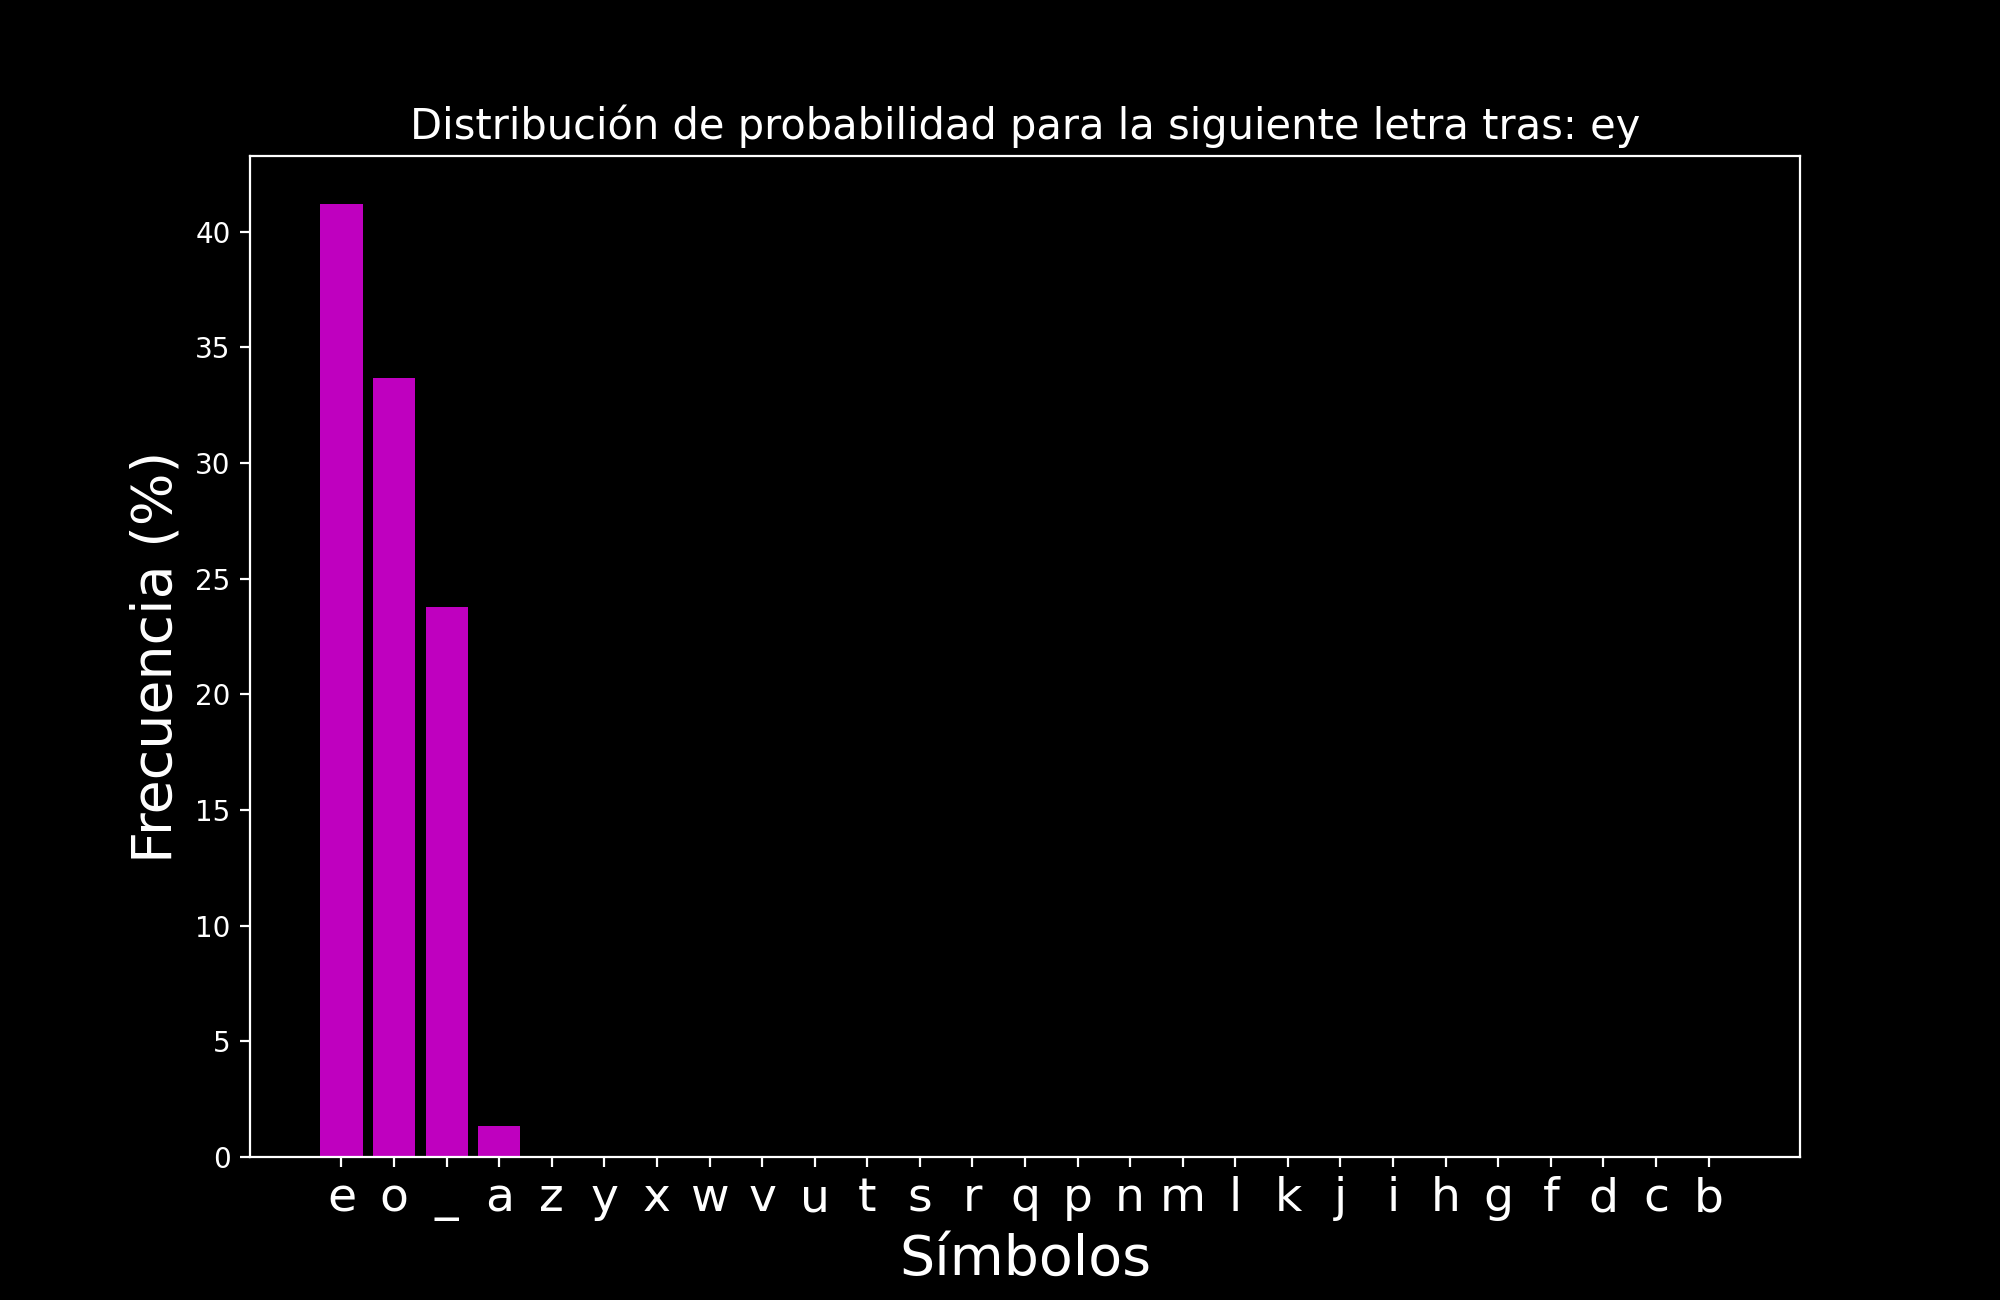 Distribución de probabilidad para la siguiente letra tras: ey
Frecuencia (%)
40
35
30
25
20
15
10
5
0
e o _ a z y x w v u t s r q p n m l k j i h g f d c b
Símbolos